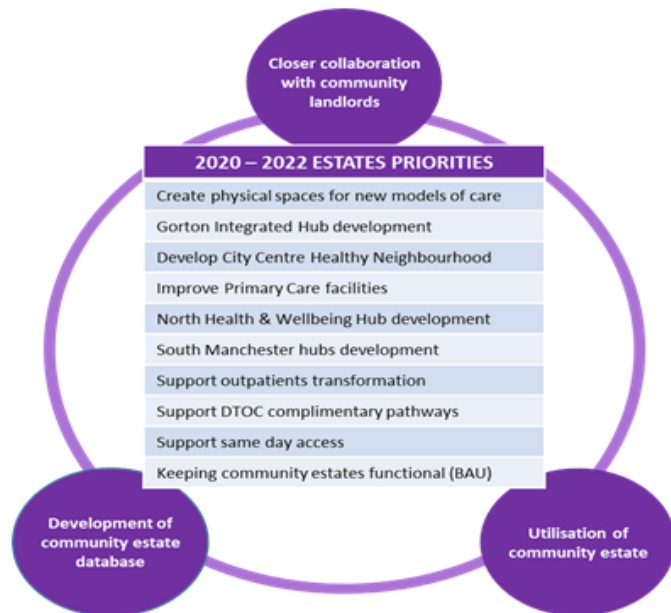 Closer collaboration
with community
landlords
2020 – 2022 ESTATES PRIORITIES
Create physical spaces for new models of care
Gorton Integrated Hub development
Develop City Centre Healthy Neighbourhood
Improve Primary Care facilities
North Health & Wellbeing Hub development
South Manchester hubs development
Support outpatients transformation
Support DTOC complimentary pathways
Support same day access
Keeping community estates functional (BAU)
Development of
community estate
database
Utilisation of
community estate